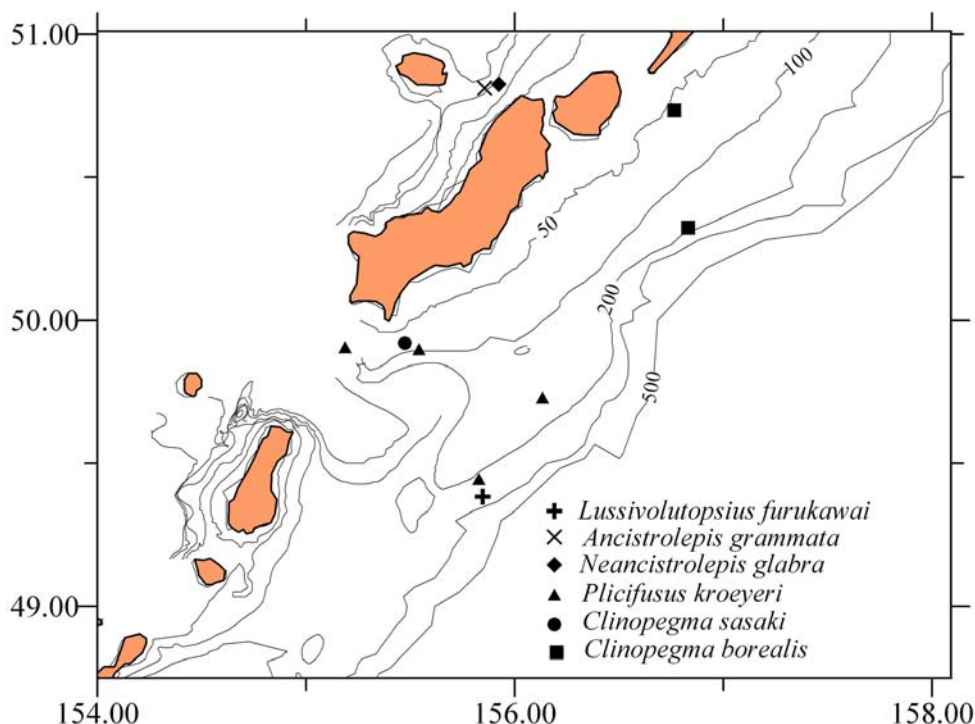 51.00
50.00
49.00
154.00
156.00
158.00
100
50
200
500
Lussivolutopsius furukawai
Ancistrolepis grammata
Neancistrolepis glabra
Plicifusus kroeyeri
Clinopegma sasaki
Clinopegma borealis